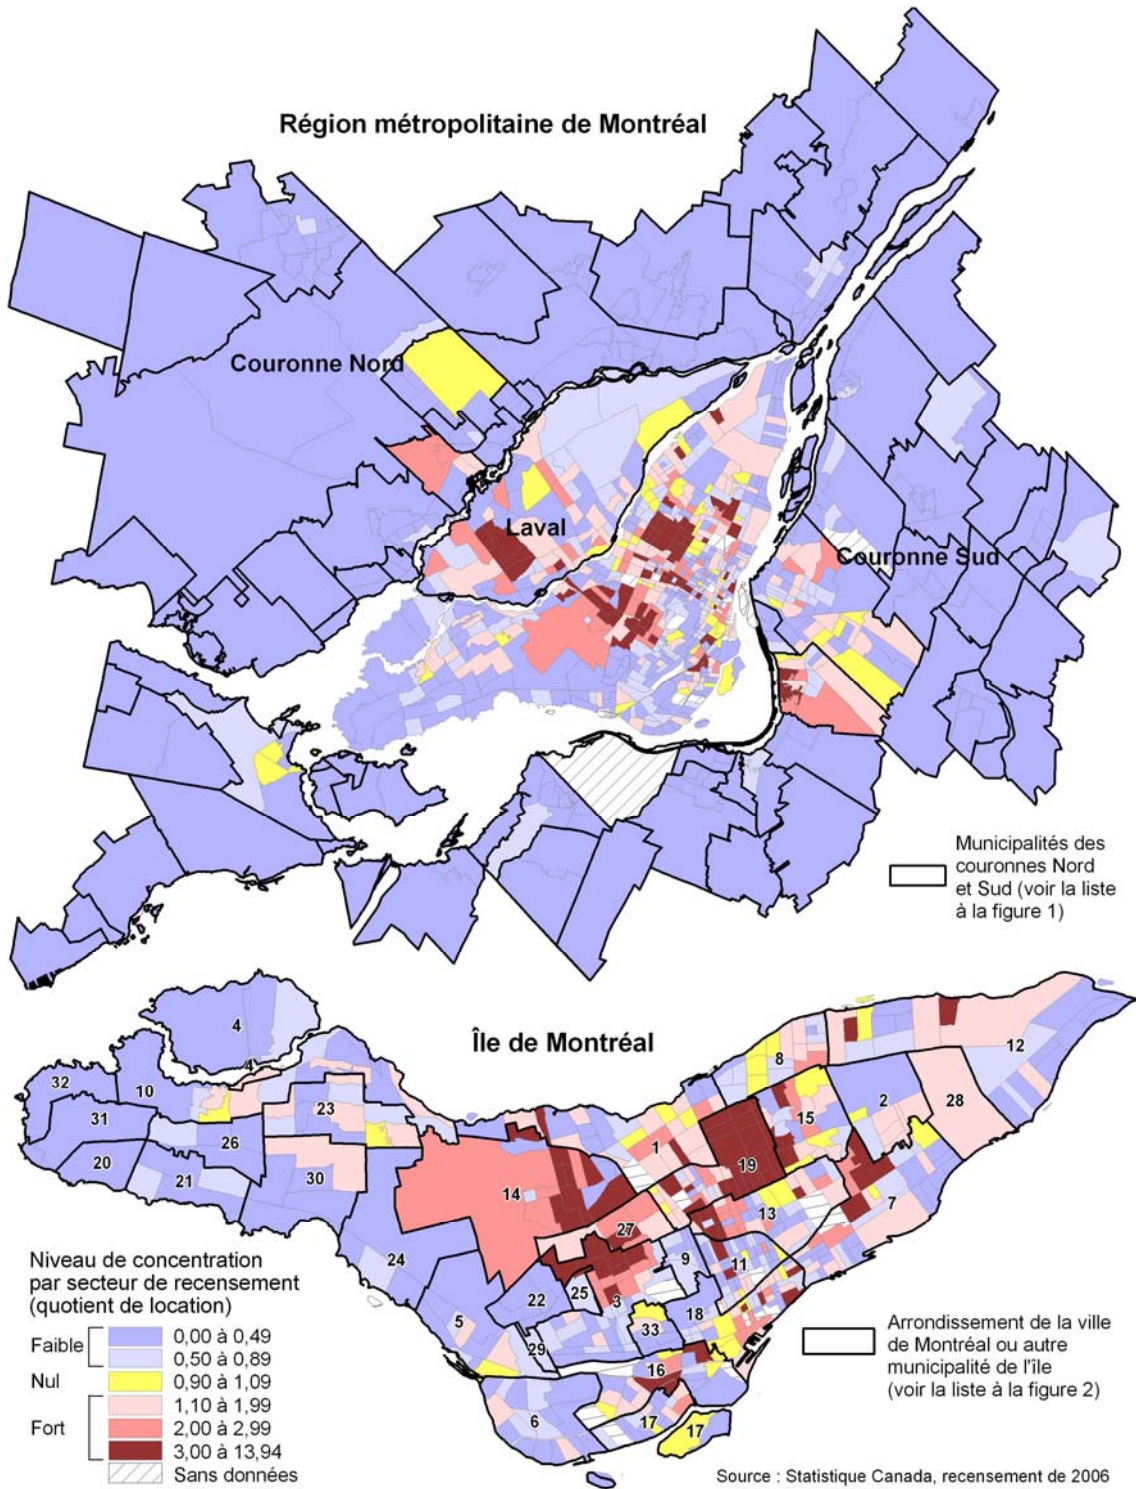 Région métropolitaine de Montréal
Couronne Nord
Laval
Couronne Sud
Municipalités des
couronnes Nord
et Sud (voir la liste
à la figure 1)
Île de Montréal
4
4
32
10
31
20
26
21
23
30
24
14
5
22
25
29
6
3
27
9
33
18
16
17
17
1
19
8
15
2
28
12
13
7
11
Niveau de concentration
par secteur de recensement
(quotient de location)
Faible
0,00 à 0,49
0,50 à 0,89
Nul
0,90 à 1,09
Fort
1,10 à 1,99
2,00 à 2,99
3,00 à 13,94
Sans données
Arrondissement de la ville
de Montréal ou autre
municipalité de l'île
(voir la liste à la figure 2)
Source : Statistique Canada, recensement de 2006